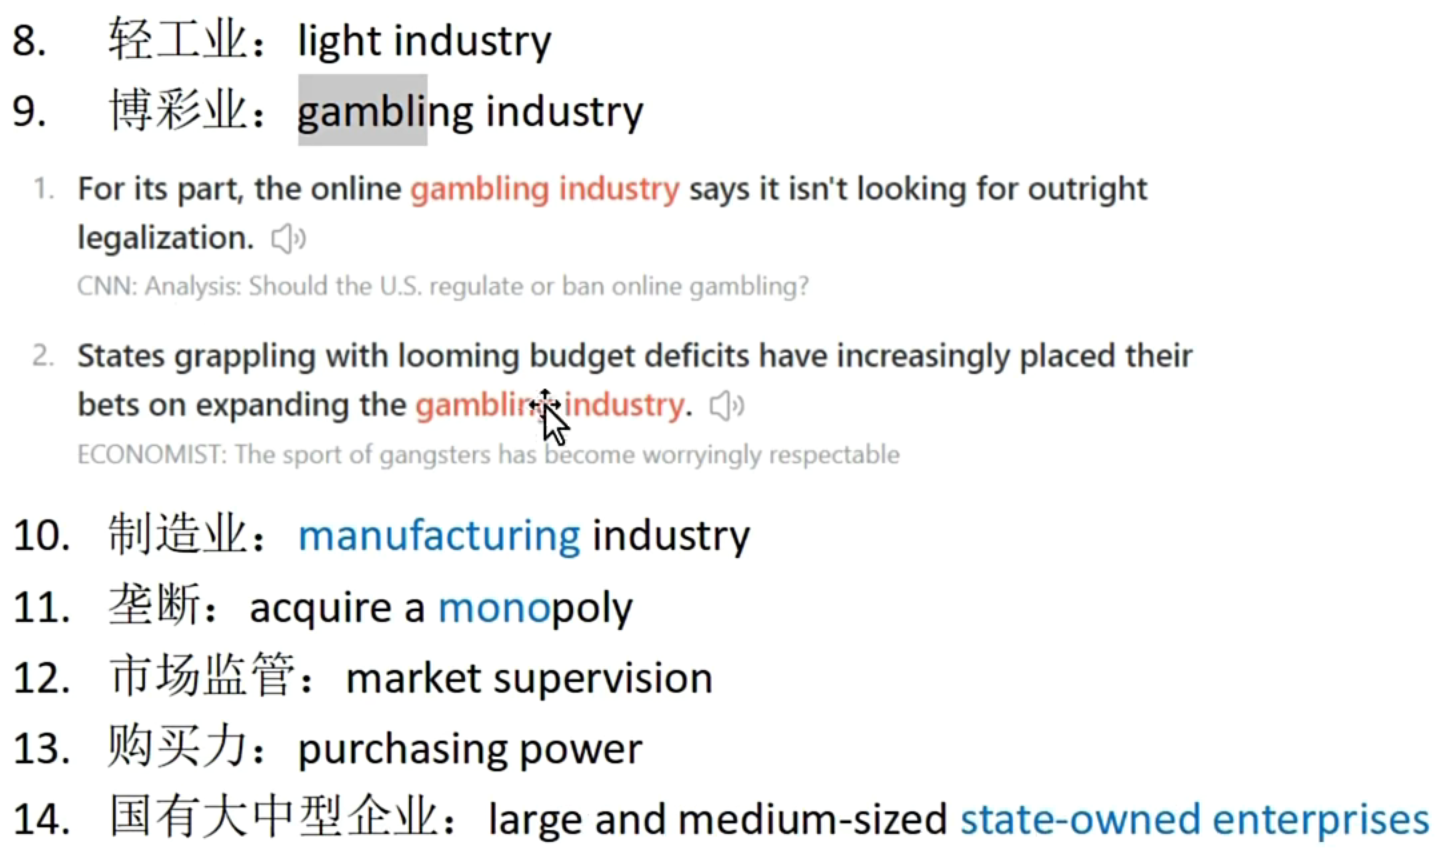 8. 轻工业：light industry
9. 博彩业：gambling industry
1. For its part, the online gambling industry says it isn't looking for outright
legalization.
CNN: Analysis: Should the U.S. regulate or ban online gambling?
2. States grappling with looming budget deficits have increasingly placed their
bets on expanding the gambling industry.
ECONOMIST: The sport of gangsters has become worryingly respectable
10. 制造业：manufacturing industry
11. 垄断：acquire a monopoly
12. 市场监管：market supervision
13. 购买力：purchasing power
14. 国有大中型企业：large and medium-sized state-owned enterprises